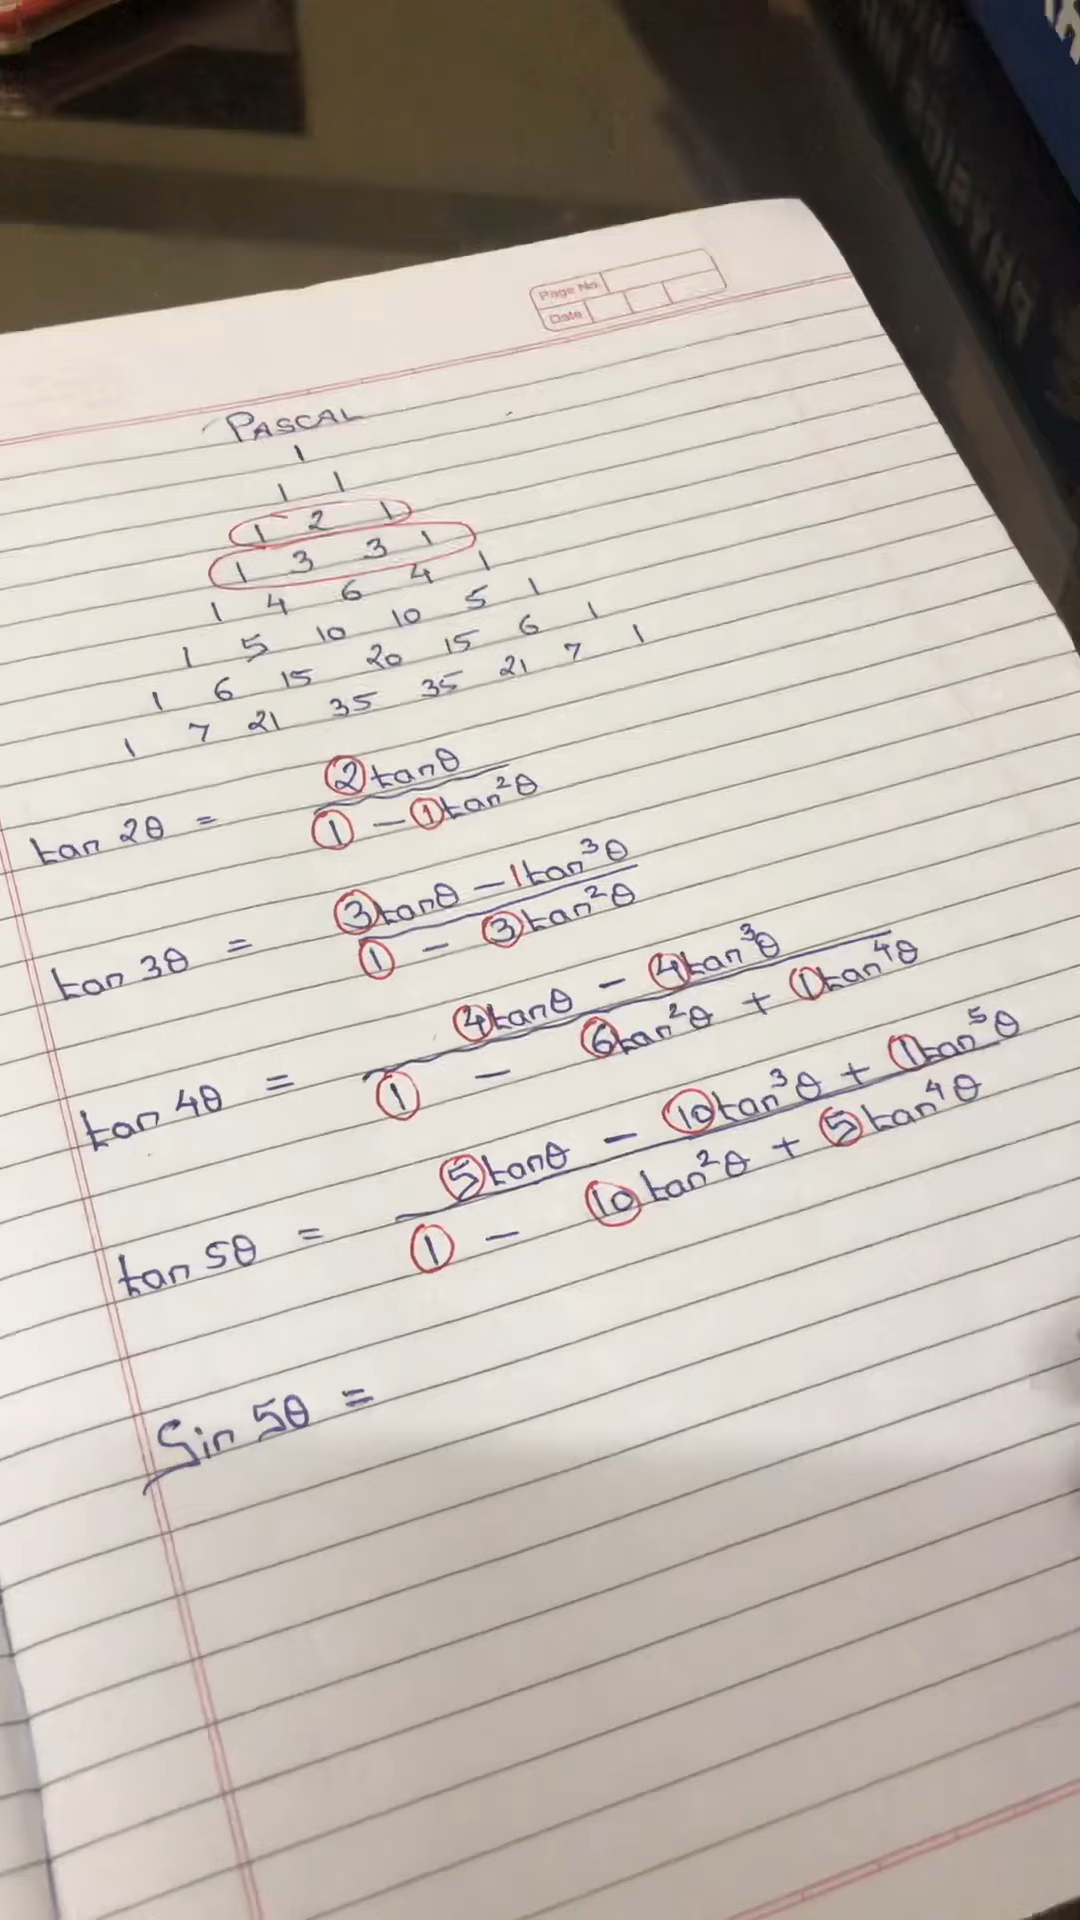 Page No
Date
PASCAL
1
1 1
1 2 1
1 3 3 1
1 4 6 4 1
1 5 10 10 5 1
1 6 15 20 15 6 1
1 7 21 35 35 21 7 1
tan 2θ = (2tanθ)/(1 - 1tan²θ)
tan 3θ = (3tanθ - 1tan³θ)/(1 - 3tan²θ)
tan 4θ = (4tanθ - 4tan³θ)/(1 - 6tan²θ + 1tan⁴θ)
tan 5θ = (5tanθ - 10tan³θ + 1tan⁵θ)/(1 - 10tan²θ + 5tan⁴θ)
Sin 5θ =